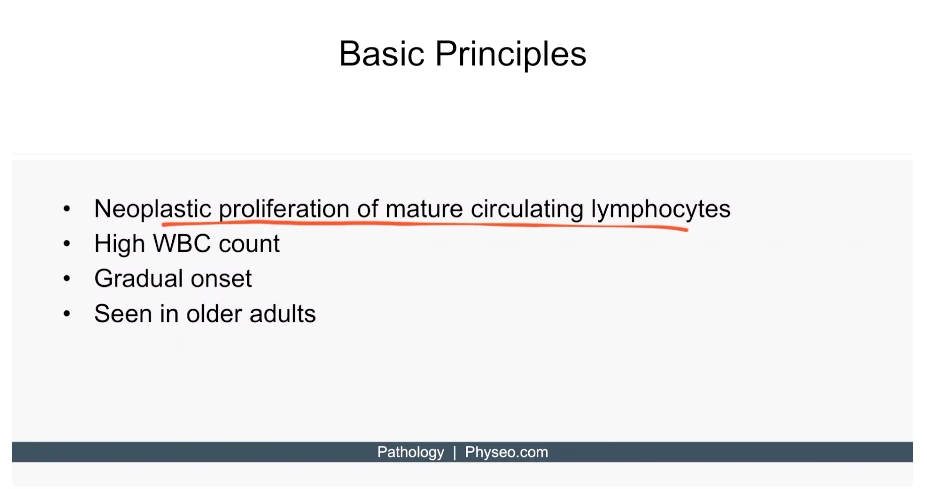 Basic Principles
• Neoplastic proliferation of mature circulating lymphocytes
• High WBC count
• Gradual onset
• Seen in older adults
Pathology | Physeo.com